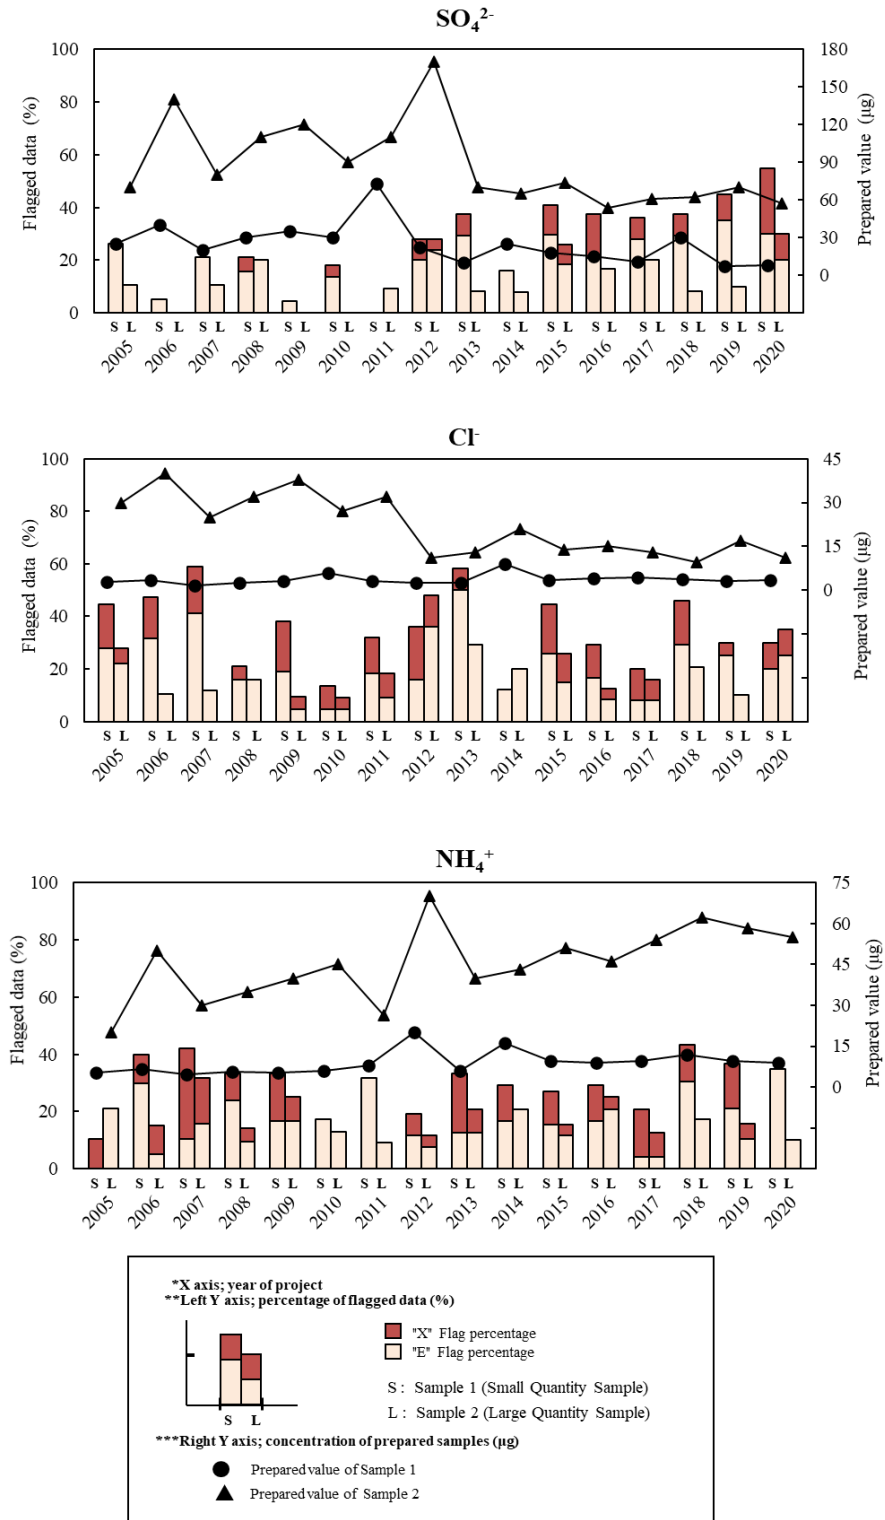 SO₄²⁻
100 180
80 150
60 120
40 90
20 60
0 30
0
Flagged data (%)
Prepared value (μg)
S L S L S L S L S L S L S L S L S L S L S L S L S L S L S L S L
2005 2006 2007 2008 2009 2010 2011 2012 2013 2014 2015 2016 2017 2018 2019 2020
Cl⁻
100 45
80 30
60 15
40 0
20
0
Flagged data (%)
Prepared value (μg)
S L S L S L S L S L S L S L S L S L S L S L S L S L S L S L S L
2005 2006 2007 2008 2009 2010 2011 2012 2013 2014 2015 2016 2017 2018 2019 2020
NH₄⁺
100 75
80 60
60 45
40 30
20 15
0 0
Flagged data (%)
Prepared value (μg)
S L S L S L S L S L S L S L S L S L S L S L S L S L S L S L S L
2005 2006 2007 2008 2009 2010 2011 2012 2013 2014 2015 2016 2017 2018 2019 2020
*X axis; year of project
**Left Y axis; percentage of flagged data (%)
"X" Flag percentage
"E" Flag percentage
S : Sample 1 (Small Quantity Sample)
L : Sample 2 (Large Quantity Sample)
S L
***Right Y axis; concentration of prepared samples (μg)
Prepared value of Sample 1
Prepared value of Sample 2